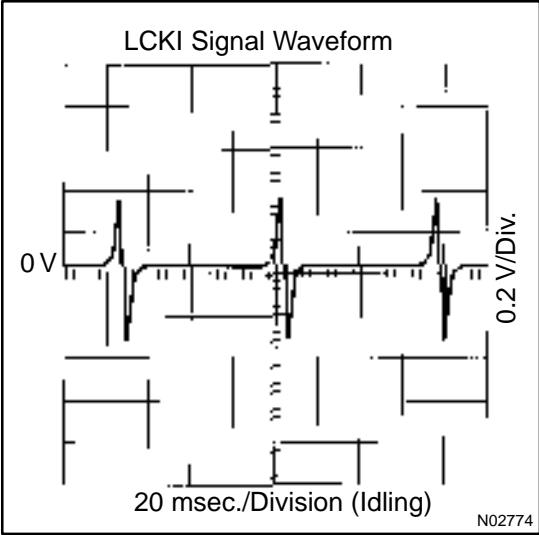 LCKI Signal Waveform
0 V
0.2 V/Div.
20 msec./Division (Idling)
N02774